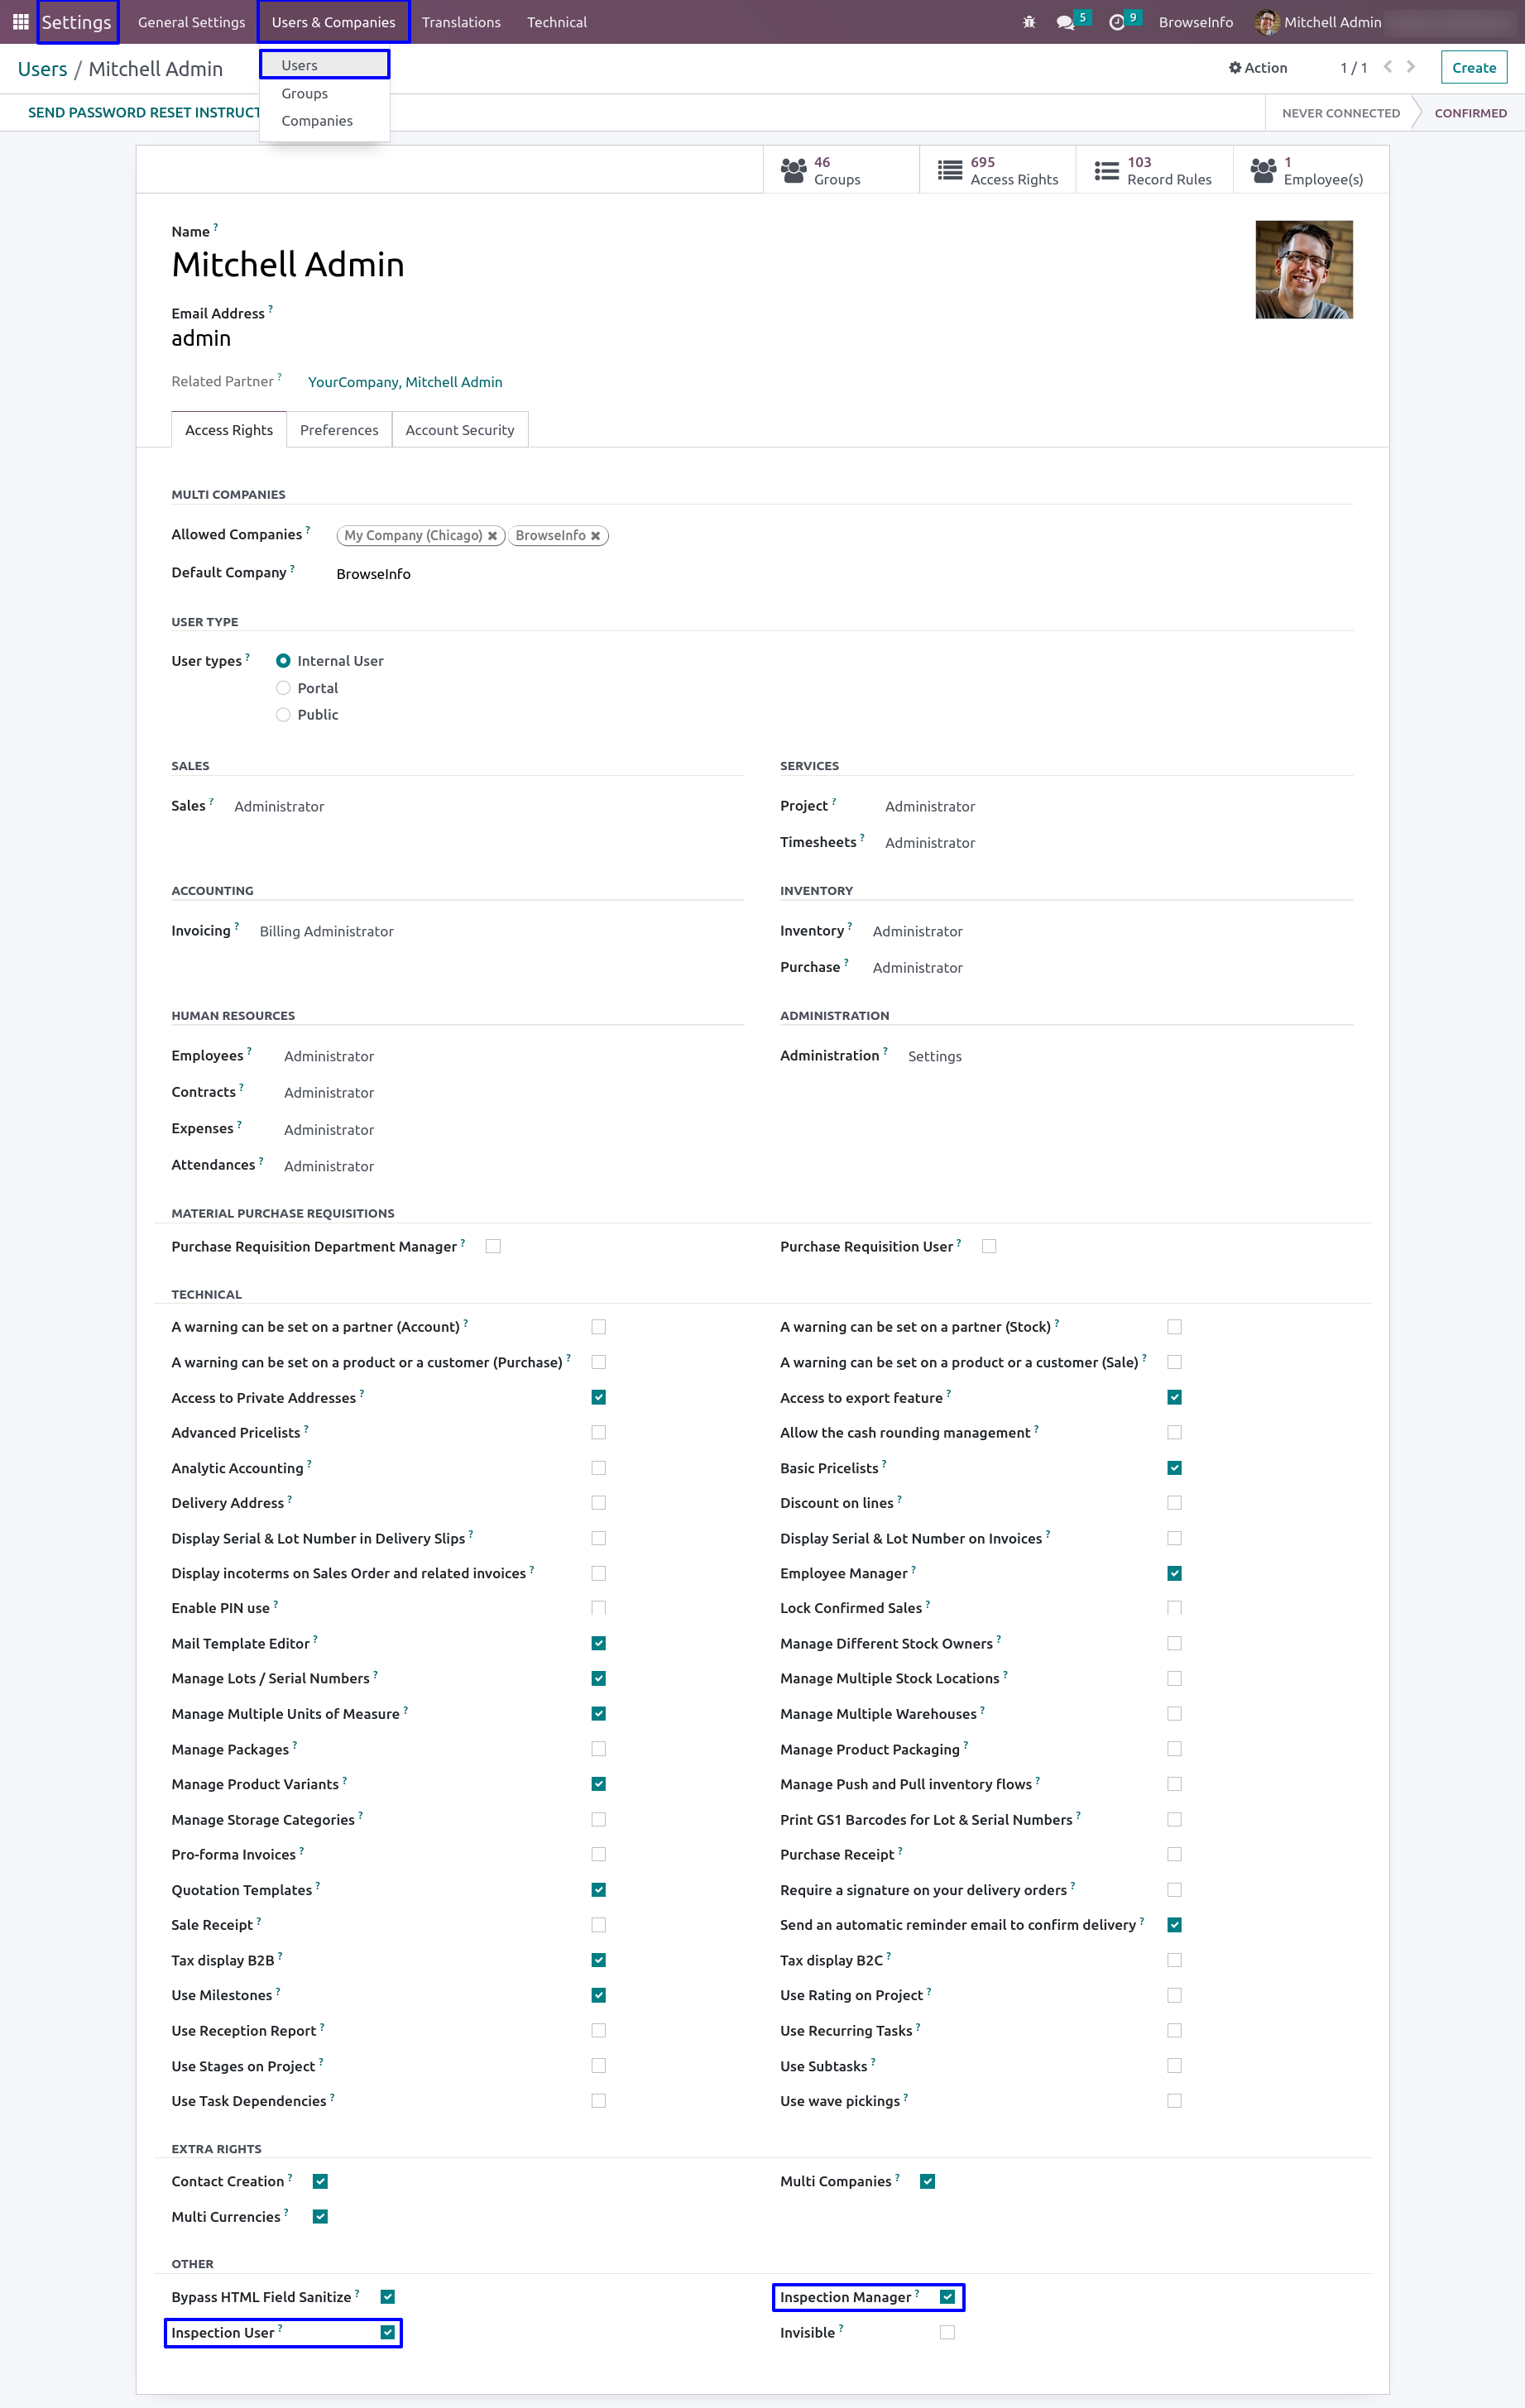 Settings General Settings Users & Companies Translations Technical 5 9 BrowseInfo Mitchell Admin
Users / Mitchell Admin
Action 1 / 1 Create
Users
Groups
Companies
SEND PASSWORD RESET INSTRUCT
NEVER CONNECTED CONFIRMED
46 Groups
695 Access Rights
103 Record Rules
1 Employee(s)
Name ?
Mitchell Admin
Email Address ?
admin
Related Partner ? YourCompany, Mitchell Admin
Access Rights Preferences Account Security
MULTI COMPANIES
Allowed Companies ? My Company (Chicago) ✖ BrowseInfo ✖
Default Company ? BrowseInfo
USER TYPE
User types ? Internal User
Portal
Public
SALES SERVICES
Sales ? Administrator Project ? Administrator
Timesheets ? Administrator
ACCOUNTING INVENTORY
Invoicing ? Billing Administrator Inventory ? Administrator
Purchase ? Administrator
HUMAN RESOURCES ADMINISTRATION
Employees ? Administrator Administration ? Settings
Contracts ? Administrator
Expenses ? Administrator
Attendances ? Administrator
MATERIAL PURCHASE REQUISITIONS
Purchase Requisition Department Manager ? Purchase Requisition User ?
TECHNICAL
A warning can be set on a partner (Account) ? A warning can be set on a partner (Stock) ?
A warning can be set on a product or a customer (Purchase) ? A warning can be set on a product or a customer (Sale) ?
Access to Private Addresses ? Access to export feature ?
Advanced Pricelists ? Allow the cash rounding management ?
Analytic Accounting ? Basic Pricelists ?
Delivery Address ? Discount on lines ?
Display Serial & Lot Number in Delivery Slips ? Display Serial & Lot Number on Invoices ?
Display incoterms on Sales Order and related invoices ? Employee Manager ?
Enable PIN use ? Lock Confirmed Sales ?
Mail Template Editor ? Manage Different Stock Owners ?
Manage Lots / Serial Numbers ? Manage Multiple Stock Locations ?
Manage Multiple Units of Measure ? Manage Multiple Warehouses ?
Manage Packages ? Manage Product Packaging ?
Manage Product Variants ? Manage Push and Pull inventory flows ?
Manage Storage Categories ? Print GS1 Barcodes for Lot & Serial Numbers ?
Pro-forma Invoices ? Purchase Receipt ?
Quotation Templates ? Require a signature on your delivery orders ?
Sale Receipt ? Send an automatic reminder email to confirm delivery ?
Tax display B2B ? Tax display B2C ?
Use Milestones ? Use Rating on Project ?
Use Reception Report ? Use Recurring Tasks ?
Use Stages on Project ? Use Subtasks ?
Use Task Dependencies ? Use wave pickings ?
EXTRA RIGHTS
Contact Creation ? Multi Companies ?
Multi Currencies ?
OTHER
Bypass HTML Field Sanitize ? Inspection Manager ?
Inspection User ? Invisible ?